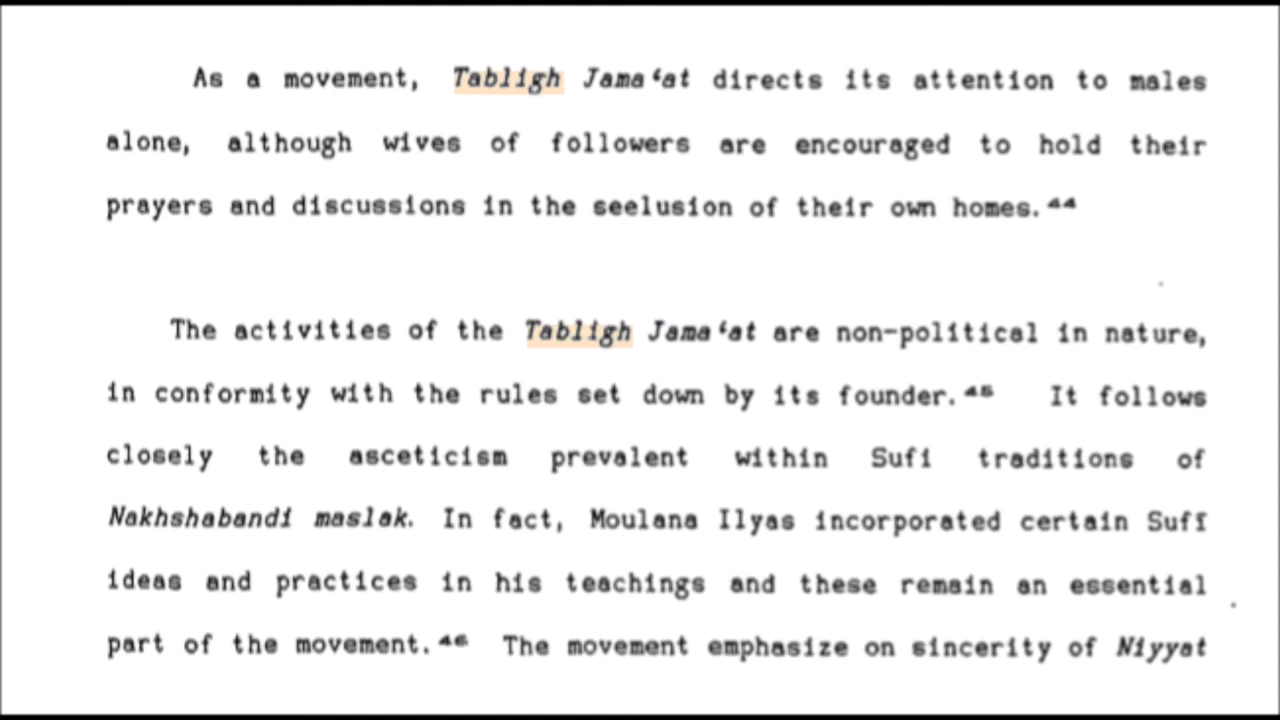 As a movement, Tabligh Jama‘at directs its attention to males
alone, although wives of followers are encouraged to hold their
prayers and discussions in the seelusion of their own homes.⁴⁴
The activities of the Tabligh Jama‘at are non-political in nature,
in conformity with the rules set down by its founder.⁴⁵ It follows
closely the asceticism prevalent within Sufi traditions of
Nakhshabandi maslak. In fact, Moulana Ilyas incorporated certain Sufi
ideas and practices in his teachings and these remain an essential
part of the movement.⁴⁶ The movement emphasize on sincerity of Niyyat